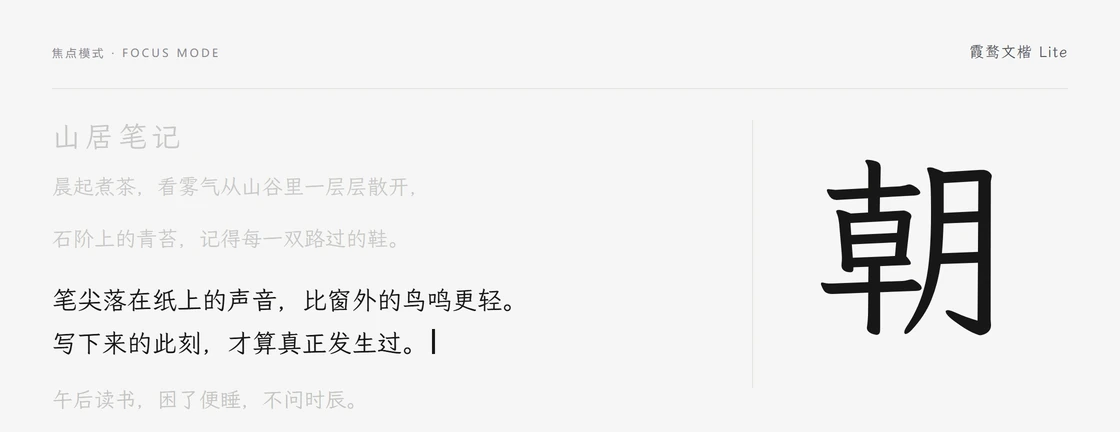 焦点模式 · FOCUS MODE
霞鹜文楷 Lite
山居笔记
晨起煮茶，看雾气从山谷里一层层散开，
石阶上的青苔，记得每一双路过的鞋。
笔尖落在纸上的声音，比窗外的鸟鸣更轻。
写下来的此刻，才算真正发生过。
午后读书，困了便睡，不问时辰。
朝